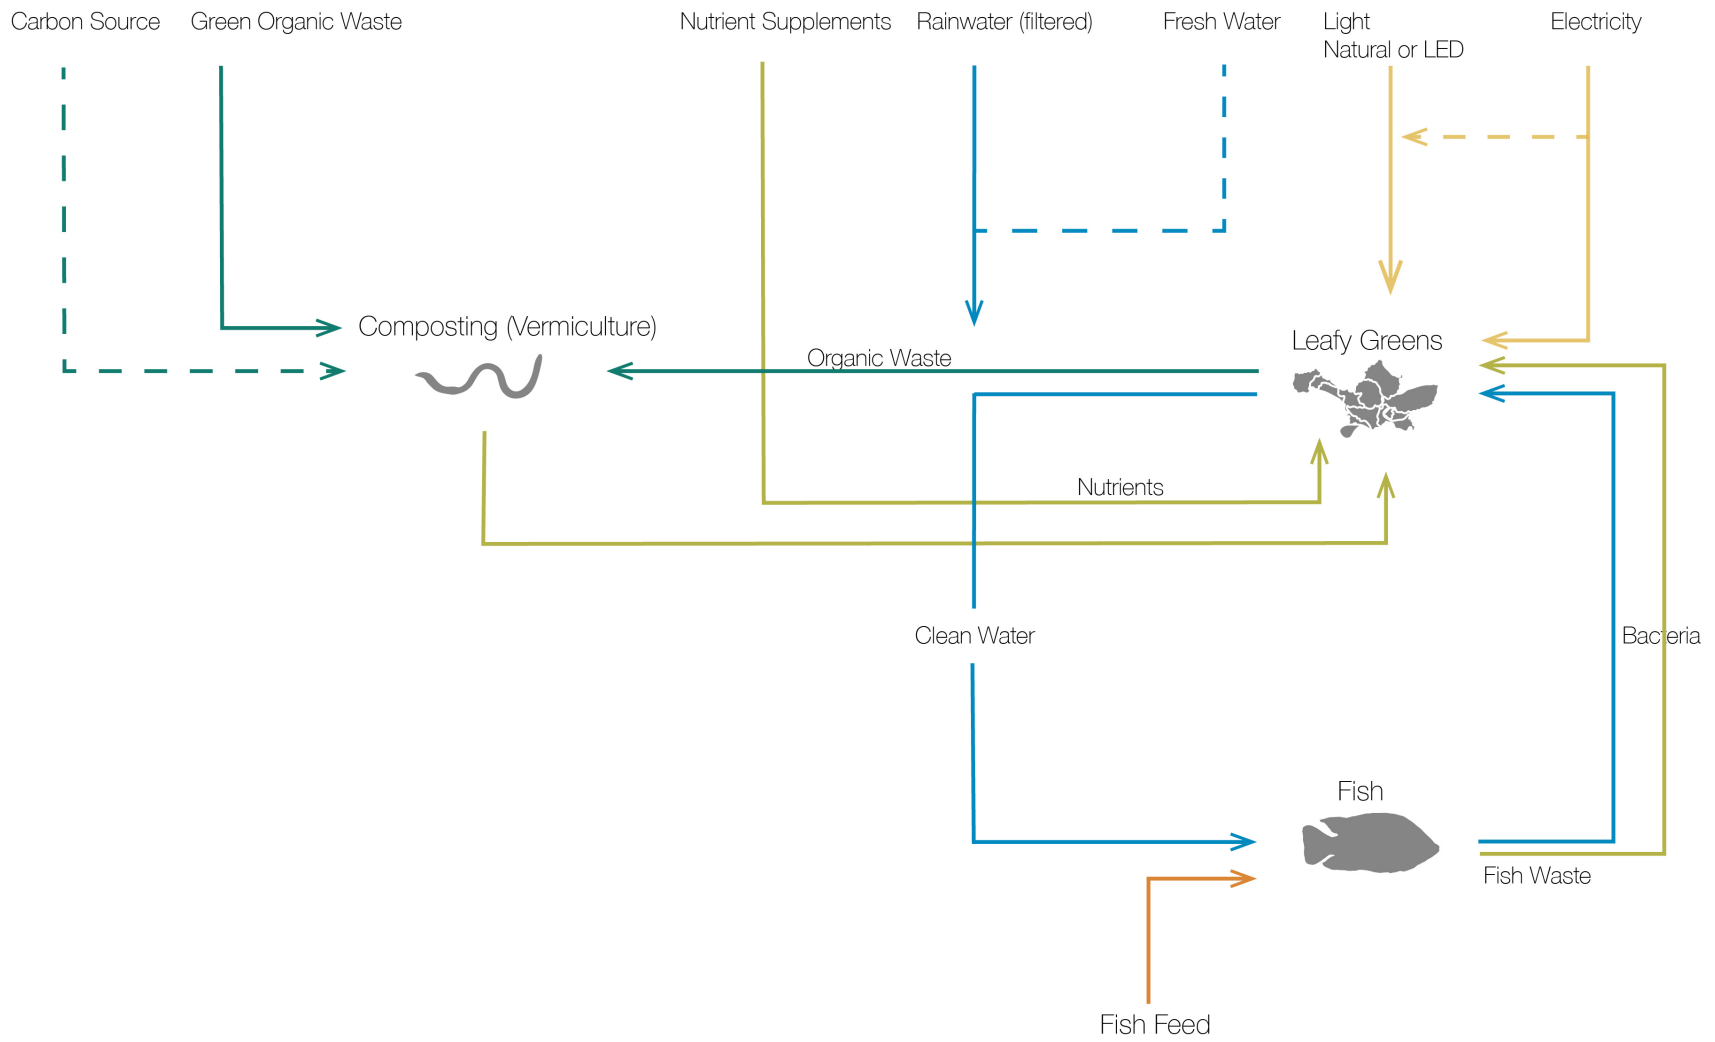 Carbon Source
Green Organic Waste
Nutrient Supplements
Rainwater (filtered)
Fresh Water
Light
Natural or LED
Electricity
Composting (Vermiculture)
Leafy Greens
Organic Waste
Nutrients
Clean Water
Bacteria
Fish
Fish Waste
Fish Feed